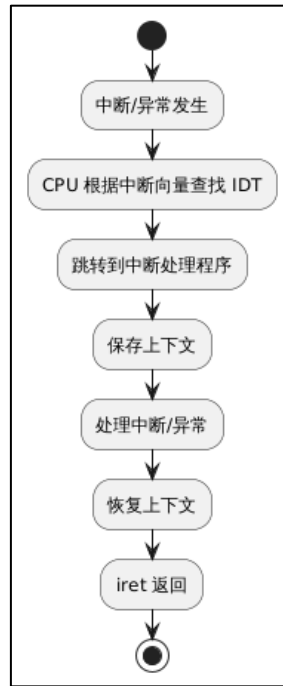 中断/异常发生
CPU 根据中断向量查找 IDT
跳转到中断处理程序
保存上下文
处理中断/异常
恢复上下文
iret 返回